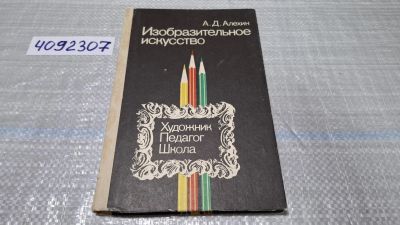 4092307
А. Д. Алехин
Изобразительное
искусство
Художник
Педагог
Школа